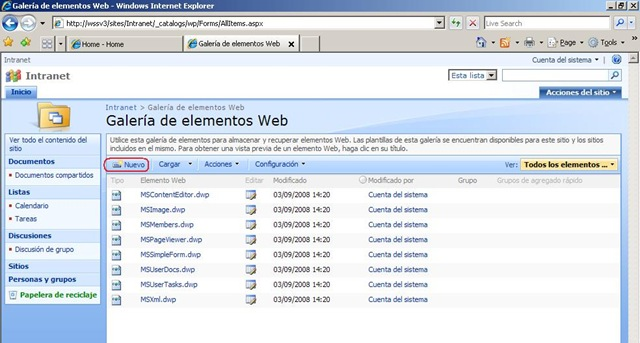 Galería de elementos Web - Windows Internet Explorer
http://wssv3/sites/Intranet/_catalogs/wp/Forms/AllItems.aspx
Live Search
Home - Home
Galería de elementos Web
Page
Tools
Intranet
Cuenta del sistema
Intranet
Esta lista
Inicio
Acciones del sitio
Intranet > Galería de elementos Web
Galería de elementos Web
Ver todo el contenido del sitio
Documentos
Documentos compartidos
Listas
Calendario
Tareas
Discusiones
Discusión de grupo
Sitios
Personas y grupos
Papelera de reciclaje
Utilice esta galería de elementos para almacenar y recuperar elementos Web. Las plantillas de esta galería se encuentran disponibles para este sitio y los sitios
incluidos en el mismo. Para obtener una vista previa de un elemento Web, haga clic en su título.
Nuevo Cargar Acciones Configuración Ver: Todos los elementos ...
Tipo Elemento Web Editar Modificado Modificado por Grupo Grupos de agregado rápido
MSContentEditor.dwp 03/09/2008 14:20 Cuenta del sistema
MSImage.dwp 03/09/2008 14:20 Cuenta del sistema
MSMembers.dwp 03/09/2008 14:20 Cuenta del sistema
MSPageViewer.dwp 03/09/2008 14:20 Cuenta del sistema
MSSimpleForm.dwp 03/09/2008 14:20 Cuenta del sistema
MSUserDocs.dwp 03/09/2008 14:20 Cuenta del sistema
MSUserTasks.dwp 03/09/2008 14:20 Cuenta del sistema
MSXml.dwp 03/09/2008 14:20 Cuenta del sistema